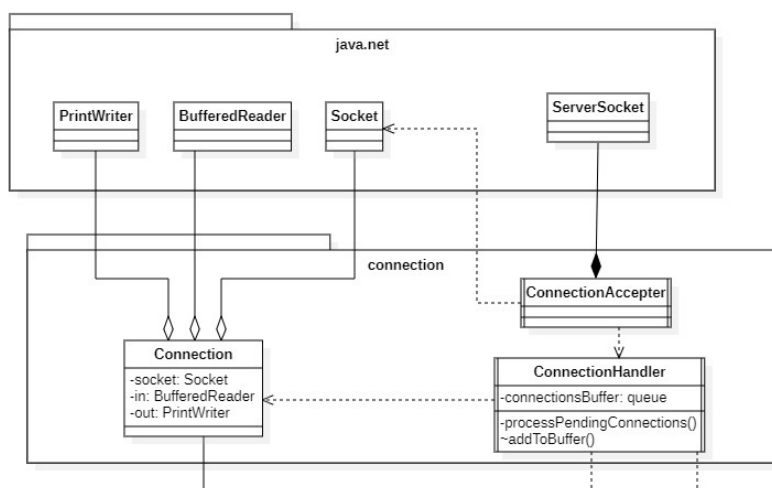 java.net
PrintWriter
BufferedReader
Socket
ServerSocket
connection
ConnectionAccepter
Connection
-socket: Socket
-in: BufferedReader
-out: PrintWriter
ConnectionHandler
-connectionsBuffer: queue
-processPendingConnections()
~addToBuffer()